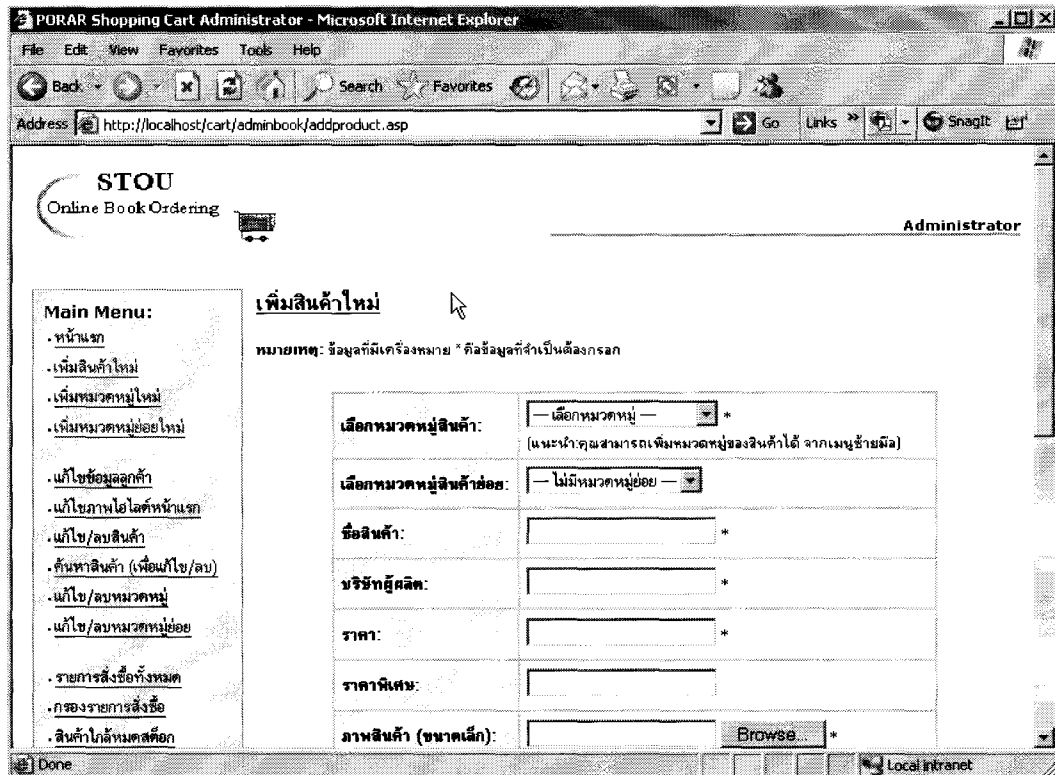 PORAR Shopping Cart Administrator - Microsoft Internet Explorer
File Edit View Favorites Tools Help
Back Search Favorites
Address http://localhost/cart/adminbook/addproduct.asp Go Links » SnagIt
STOU
Online Book Ordering
Administrator
Main Menu:
หน้าแรก
เพิ่มสินค้าใหม่
เพิ่มหมวดหมู่ใหม่
เพิ่มหมวดหมู่ย่อยใหม่
แก้ไขข้อมูลลูกค้า
แก้ไขภาพไฮไลต์หน้าแรก
แก้ไข/ลบสินค้า
ค้นหาสินค้า (เพื่อแก้ไข/ลบ)
แก้ไข/ลบหมวดหมู่
แก้ไข/ลบหมวดหมู่ย่อย
รายการสั่งซื้อทั้งหมด
กรองรายการสั่งซื้อ
สินค้าใกล้หมดสต็อก
เพิ่มสินค้าใหม่
หมายเหตุ: ข้อมูลที่มีเครื่องหมาย * คือข้อมูลที่จำเป็นต้องกรอก
เลือกหมวดหมู่สินค้า: — เลือกหมวดหมู่ — *
(แนะนำ:คุณสามารถเพิ่มหมวดหมู่ของสินค้าได้ จากเมนูซ้ายมือ)
เลือกหมวดหมู่สินค้าย่อย: — ไม่มีหมวดหมู่ย่อย —
ชื่อสินค้า: *
บริษัทผู้ผลิต: *
ราคา: *
ราคาพิเศษ:
ภาพสินค้า (ขนาดเล็ก): Browse... *
Done Local intranet